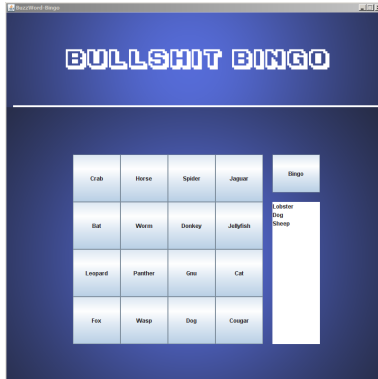 BuzzWord Bingo
BULLSHIT BINGO
Crab Horse Spider Jaguar Bingo
Lobster
Dog
Sheep
Bat Worm Donkey Jellyfish
Leopard Panther Gnu Cat
Fox Wasp Dog Cougar